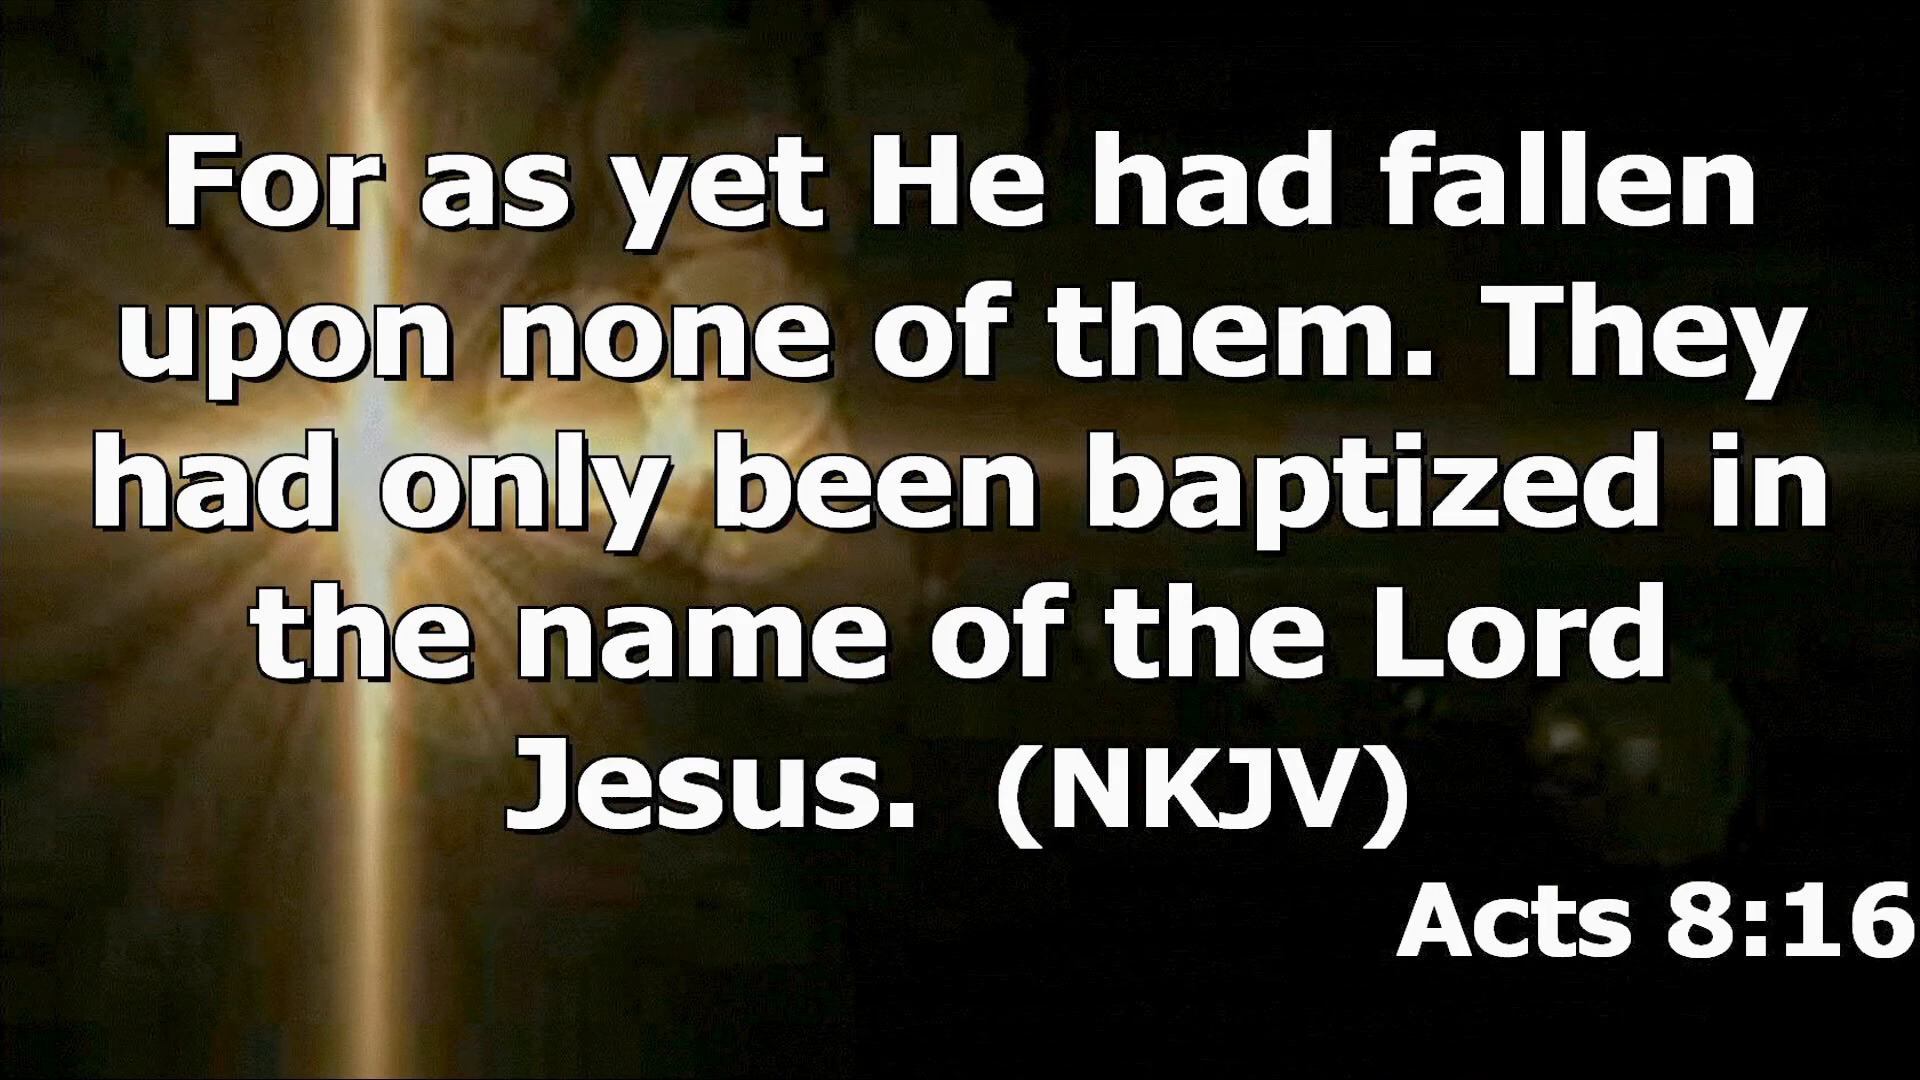 For as yet He had fallen
upon none of them. They
had only been baptized in
the name of the Lord
Jesus. (NKJV)
Acts 8:16